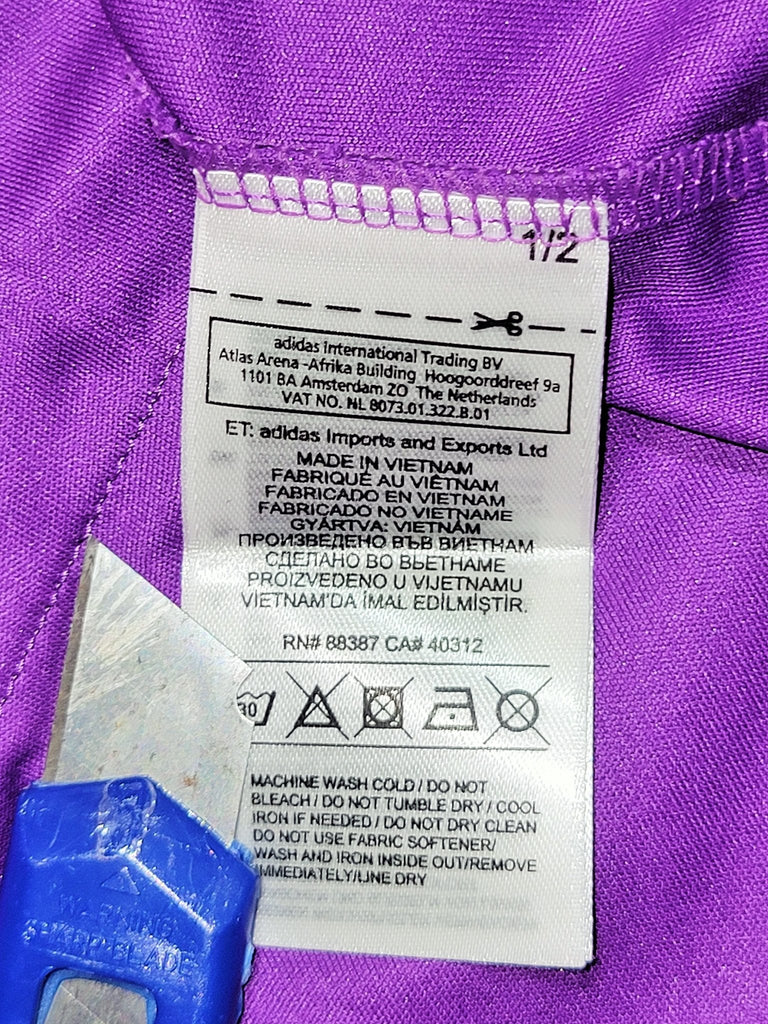 1/2
adidas International Trading BV
Atlas Arena -Afrika Building Hoogoorddreef 9a
1101 BA Amsterdam ZO The Netherlands
VAT NO. NL 8073.01.322.B.01
ET: adidas Imports and Exports Ltd
MADE IN VIETNAM
FABRIQUÉ AU VIÊTNAM
FABRICADO EN VIETNAM
FABRICADO NO VIETNAME
GYÁRTVA: VIETNÁM
ПРОИЗВЕДЕНО ВЪВ ВИЕТНАМ
СДЕЛАНО ВО ВЬЕТНАМЕ
PROIZVEDENO U VIJETNAMU
VİETNAM'DA İMAL EDİLMİŞTİR.
RN# 88387 CA# 40312
30
MACHINE WASH COLD / DO NOT
BLEACH / DO NOT TUMBLE DRY / COOL
IRON IF NEEDED / DO NOT DRY CLEAN
DO NOT USE FABRIC SOFTENER/
WASH AND IRON INSIDE OUT/REMOVE
IMMEDIATELY/LINE DRY
WARNING
SHARP BLADE